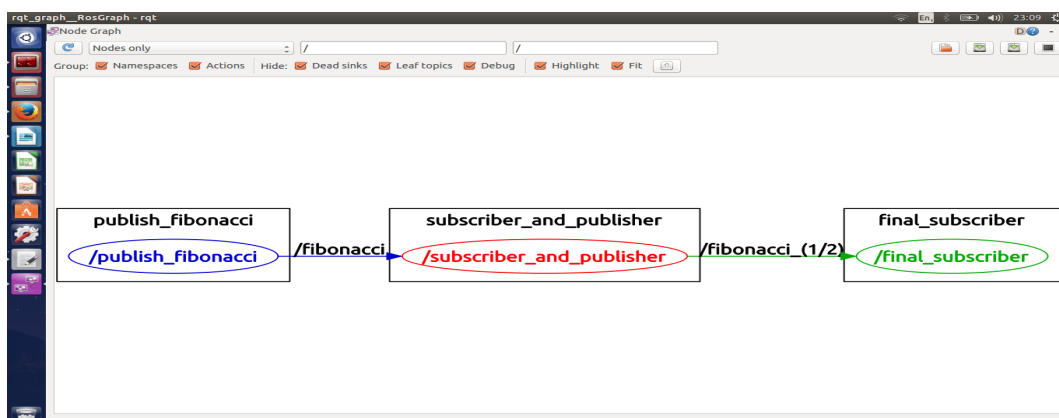 rqt_graph__RosGraph - rqt
En
23:09
Node Graph
D
-
Nodes only
/
/
Group:
Namespaces
Actions
Hide:
Dead sinks
Leaf topics
Debug
Highlight
Fit
publish_fibonacci
subscriber_and_publisher
final_subscriber
/publish_fibonacci
/fibonacci
/subscriber_and_publisher
/fibonacci_(1/2)
/final_subscriber